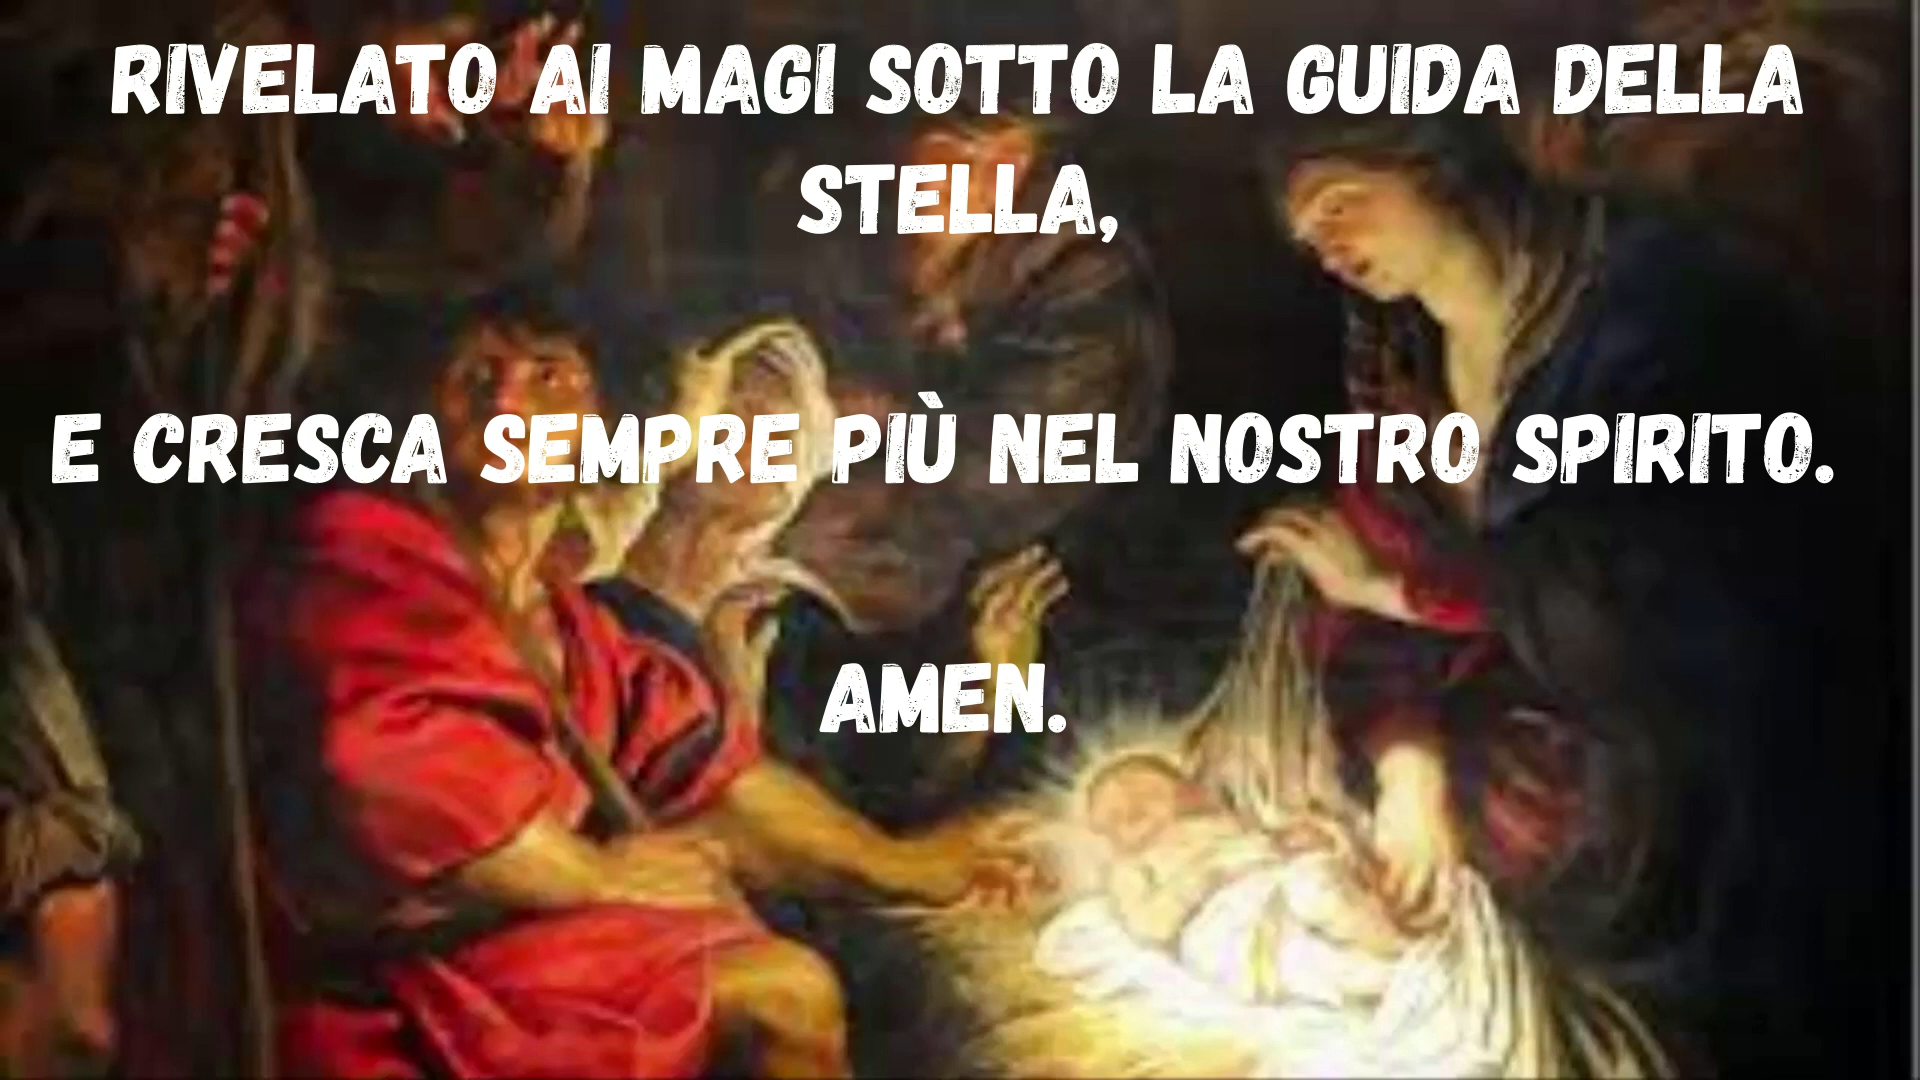 RIVELATO AI MAGI SOTTO LA GUIDA DELLA
STELLA,
E CRESCA SEMPRE PIÙ NEL NOSTRO SPIRITO.
AMEN.